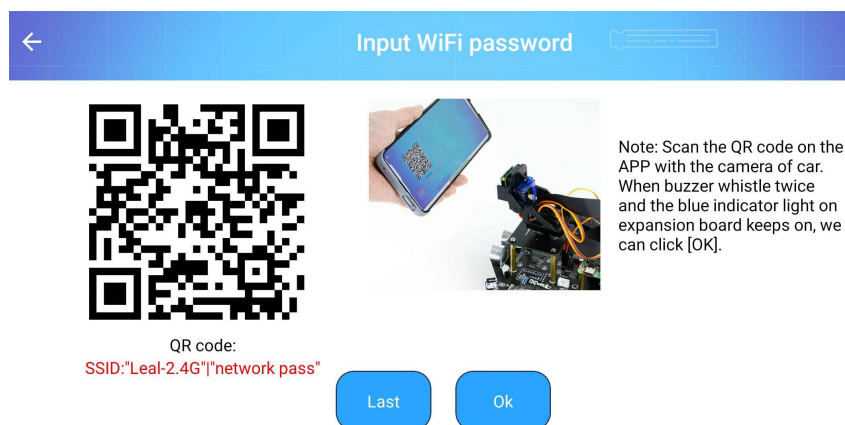 Input WiFi password
Note: Scan the QR code on the
APP with the camera of car.
When buzzer whistle twice
and the blue indicator light on
expansion board keeps on, we
can click [OK].
QR code:
SSID:"Leal-2.4G"|"network pass"
Last
Ok